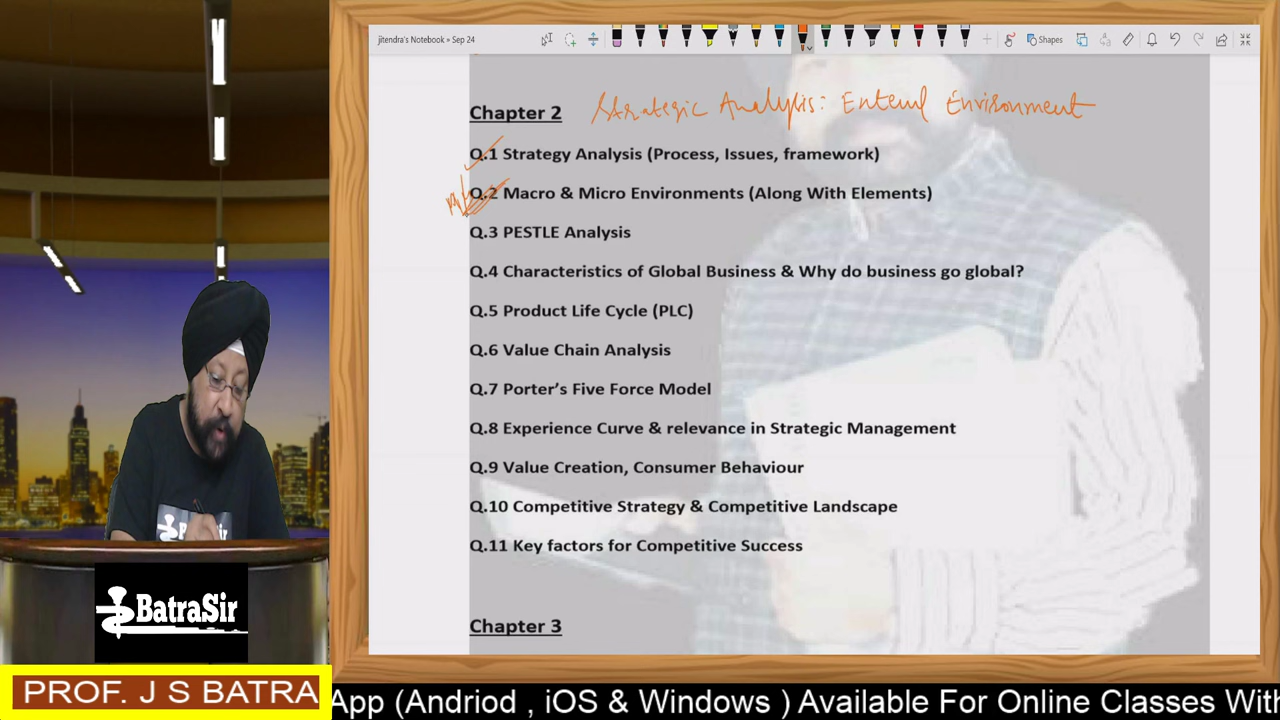 jitendra's Notebook » Sep 24
Shapes
Chapter 2 Strategic Analysis: External Environment
Q.1 Strategy Analysis (Process, Issues, framework)
Q.2 Macro & Micro Environments (Along With Elements)
Q.3 PESTLE Analysis
Q.4 Characteristics of Global Business & Why do business go global?
Q.5 Product Life Cycle (PLC)
Q.6 Value Chain Analysis
Q.7 Porter's Five Force Model
Q.8 Experience Curve & relevance in Strategic Management
Q.9 Value Creation, Consumer Behaviour
Q.10 Competitive Strategy & Competitive Landscape
Q.11 Key factors for Competitive Success
Chapter 3
BatraSir
BatraSir
PROF. J S BATRA
App (Andriod , iOS & Windows ) Available For Online Classes With